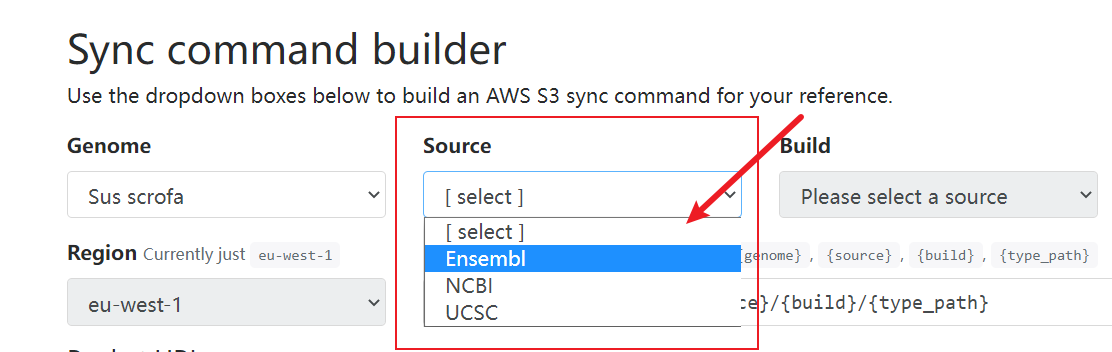 Sync command builder
Use the dropdown boxes below to build an AWS S3 sync command for your reference.
Genome Source Build
Sus scrofa [ select ] Please select a source
[ select ]
Region Currently just eu-west-1 Ensembl genome} , {source} , {build} , {type_path}
NCBI
eu-west-1 UCSC ce}/{build}/{type_path}